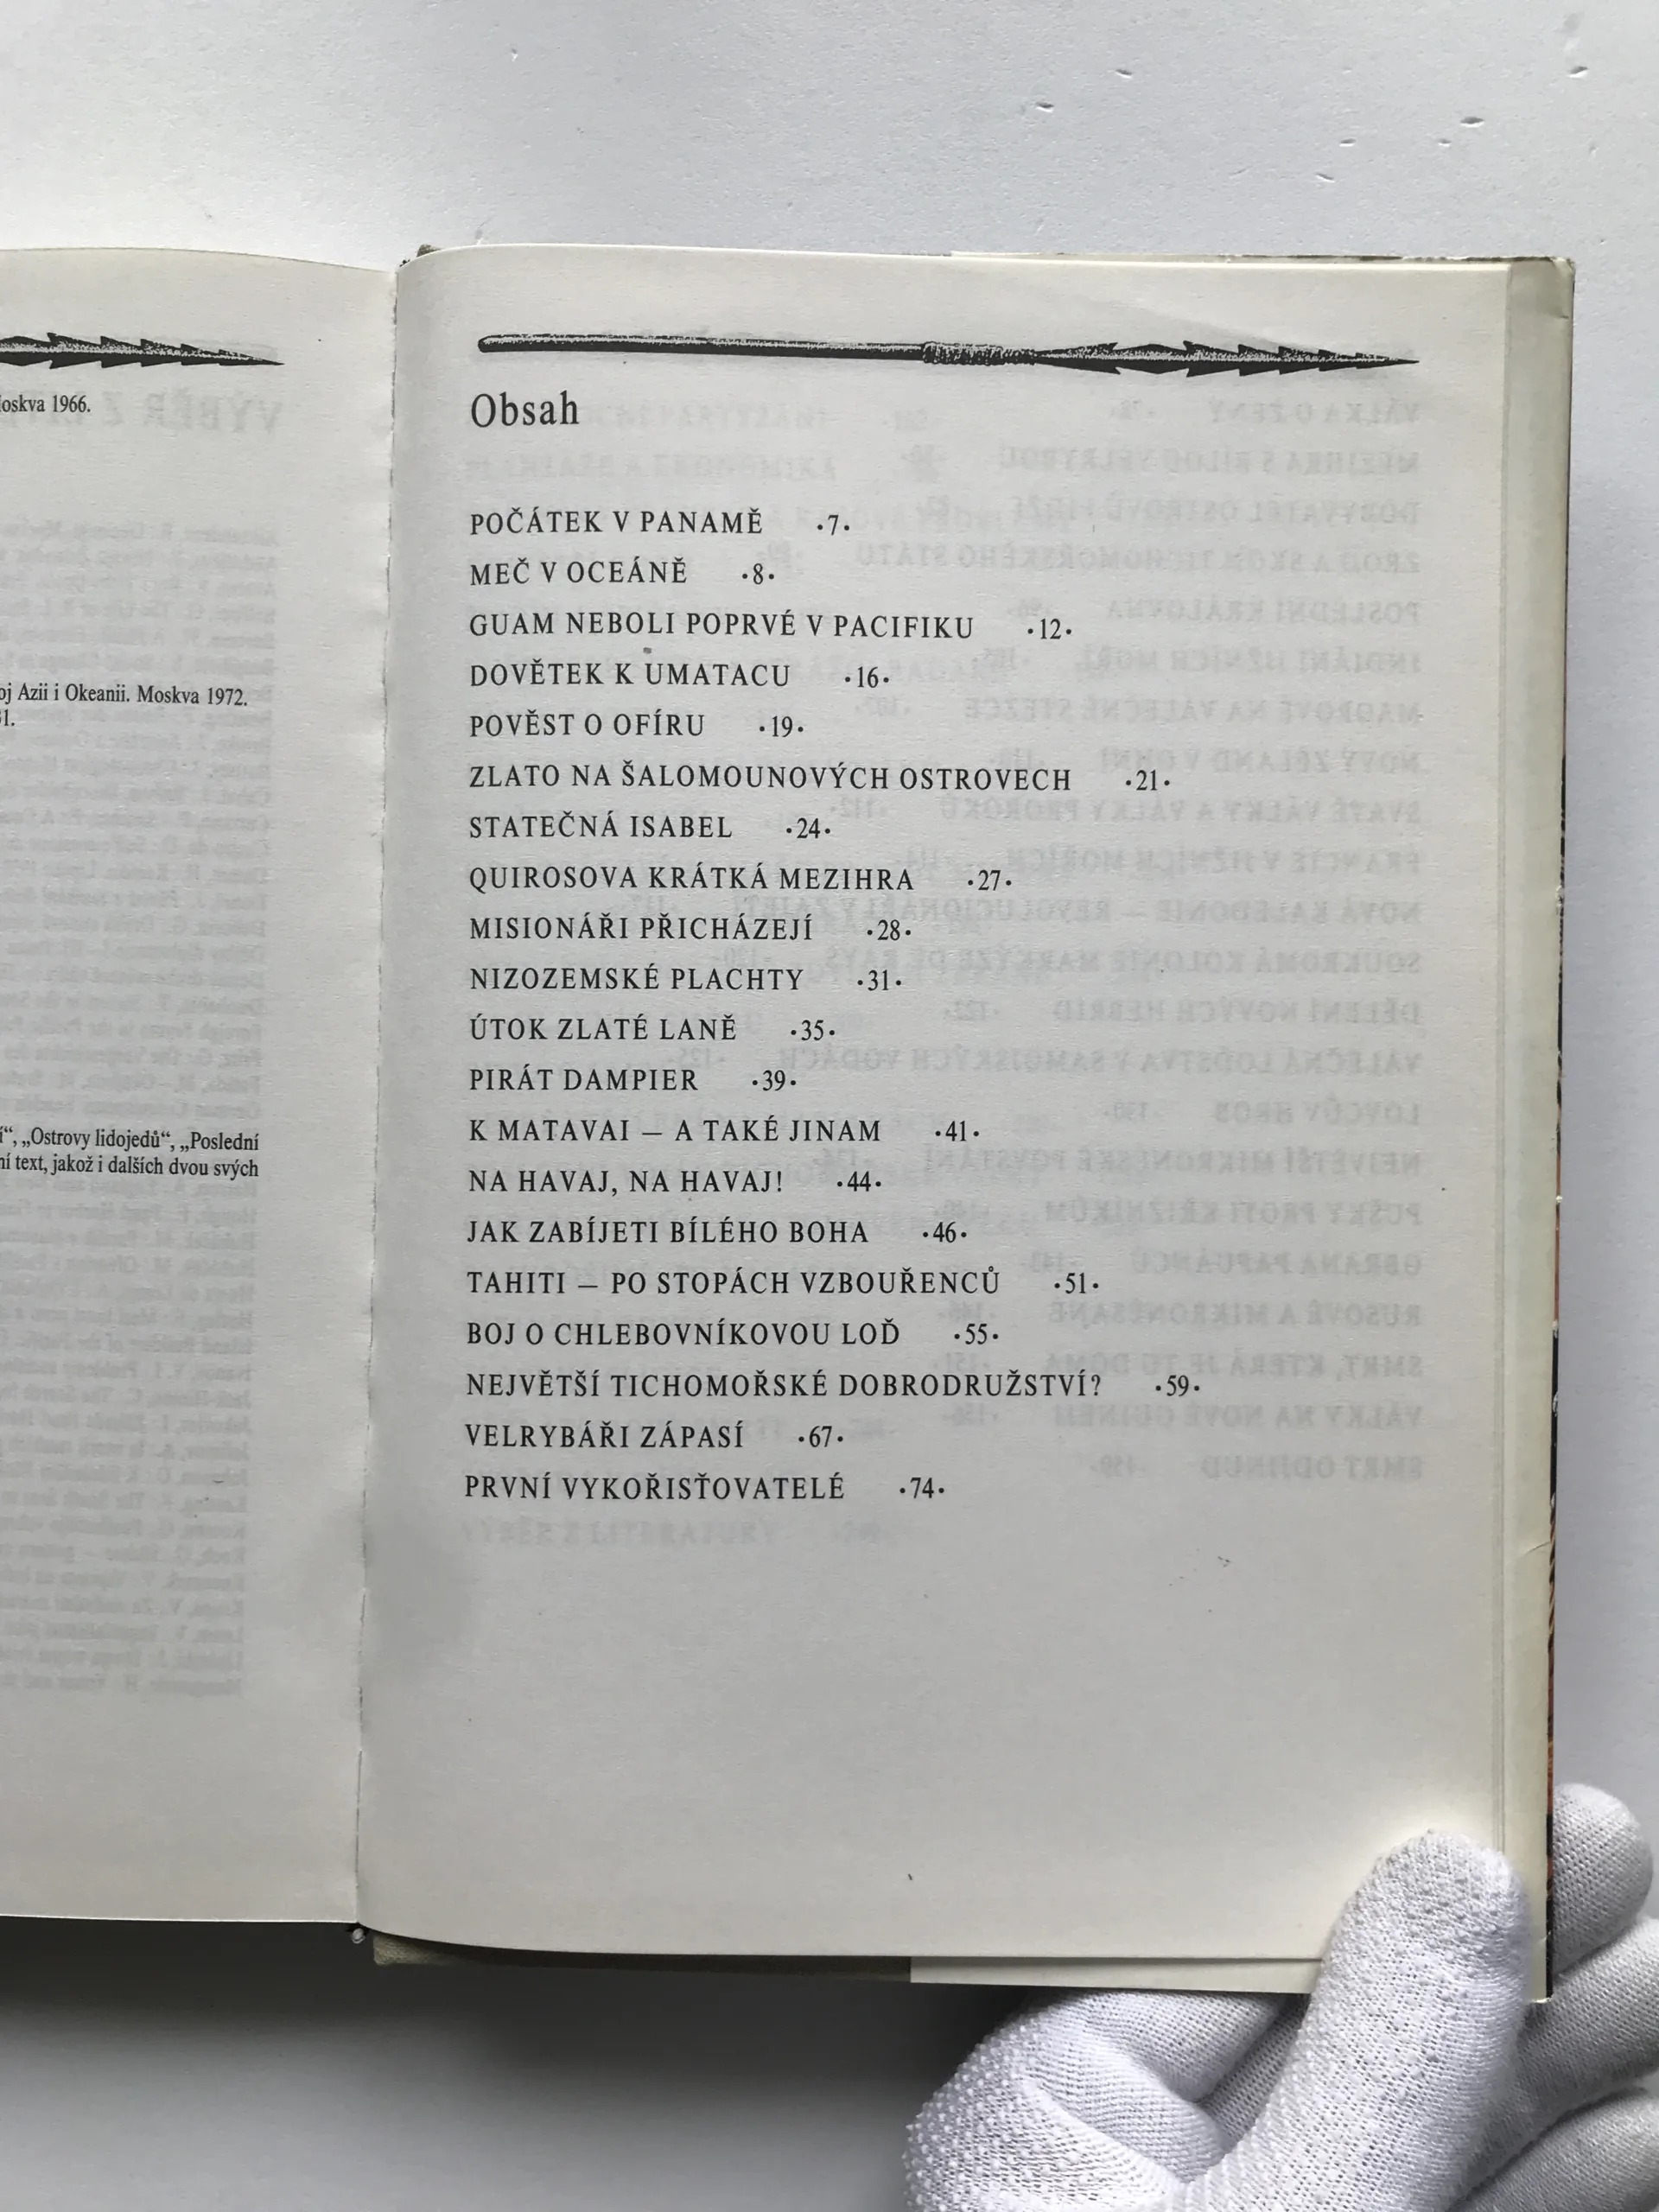 oskva 1966.
oj Azii i Okeanii. Moskva 1972.
1.
í“, „Ostrovy lidojedů“, „Poslední
ní text, jakož i dalších dvou svých
Obsah
POČÁTEK V PANAMĚ ·7·
MEČ V OCEÁNĚ ·8·
GUAM NEBOLI POPRVÉ V PACIFIKU ·12·
DOVĚTEK K UMATACU ·16·
POVĚST O OFÍRU ·19·
ZLATO NA ŠALOMOUNOVÝCH OSTROVECH ·21·
STATEČNÁ ISABEL ·24·
QUIROSOVA KRÁTKÁ MEZIHRA ·27·
MISIONÁŘI PŘICHÁZEJÍ ·28·
NIZOZEMSKÉ PLACHTY ·31·
ÚTOK ZLATÉ LANĚ ·35·
PIRÁT DAMPIER ·39·
K MATAVAI – A TAKÉ JINAM ·41·
NA HAVAJ, NA HAVAJ! ·44·
JAK ZABÍJETI BÍLÉHO BOHA ·46·
TAHITI – PO STOPÁCH VZBOUŘENCŮ ·51·
BOJ O CHLEBOVNÍKOVOU LOĎ ·55·
NEJVĚTŠÍ TICHOMOŘSKÉ DOBRODRUŽSTVÍ? ·59·
VELRYBÁŘI ZÁPASÍ ·67·
PRVNÍ VYKOŘISŤOVATELÉ ·74·